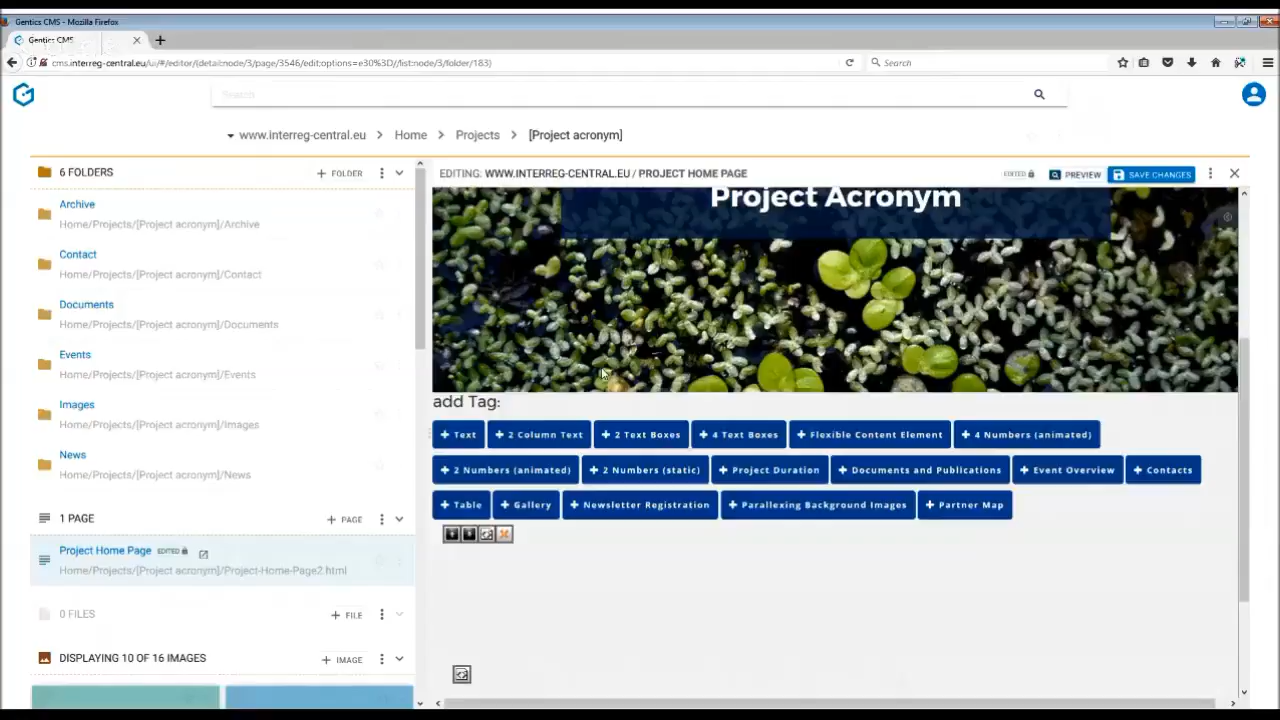 Gentics CMS - Mozilla Firefox
Gentics CMS
cms.interreg-central.eu/ui/#/editor/(detail:node/3/page/3546/edit;options=e30%3D//list:node/3/folder/183)
Search
Search
www.interreg-central.eu > Home > Projects > [Project acronym]
6 FOLDERS
+ FOLDER
Archive
Home/Projects/[Project acronym]/Archive
Contact
Home/Projects/[Project acronym]/Contact
Documents
Home/Projects/[Project acronym]/Documents
Events
Home/Projects/[Project acronym]/Events
Images
Home/Projects/[Project acronym]/Images
News
Home/Projects/[Project acronym]/News
1 PAGE
+ PAGE
Project Home Page EDITED
Home/Projects/[Project acronym]/Project-Home-Page2.html
0 FILES
+ FILE
DISPLAYING 10 OF 16 IMAGES
+ IMAGE
EDITING: WWW.INTERREG-CENTRAL.EU / PROJECT HOME PAGE
EDITED
PREVIEW
SAVE CHANGES
Project Acronym
add Tag:
+ Text + 2 Column Text + 2 Text Boxes + 4 Text Boxes + Flexible Content Element + 4 Numbers (animated)
+ 2 Numbers (animated) + 2 Numbers (static) + Project Duration + Documents and Publications + Event Overview + Contacts
+ Table + Gallery + Newsletter Registration + Parallexing Background Images + Partner Map